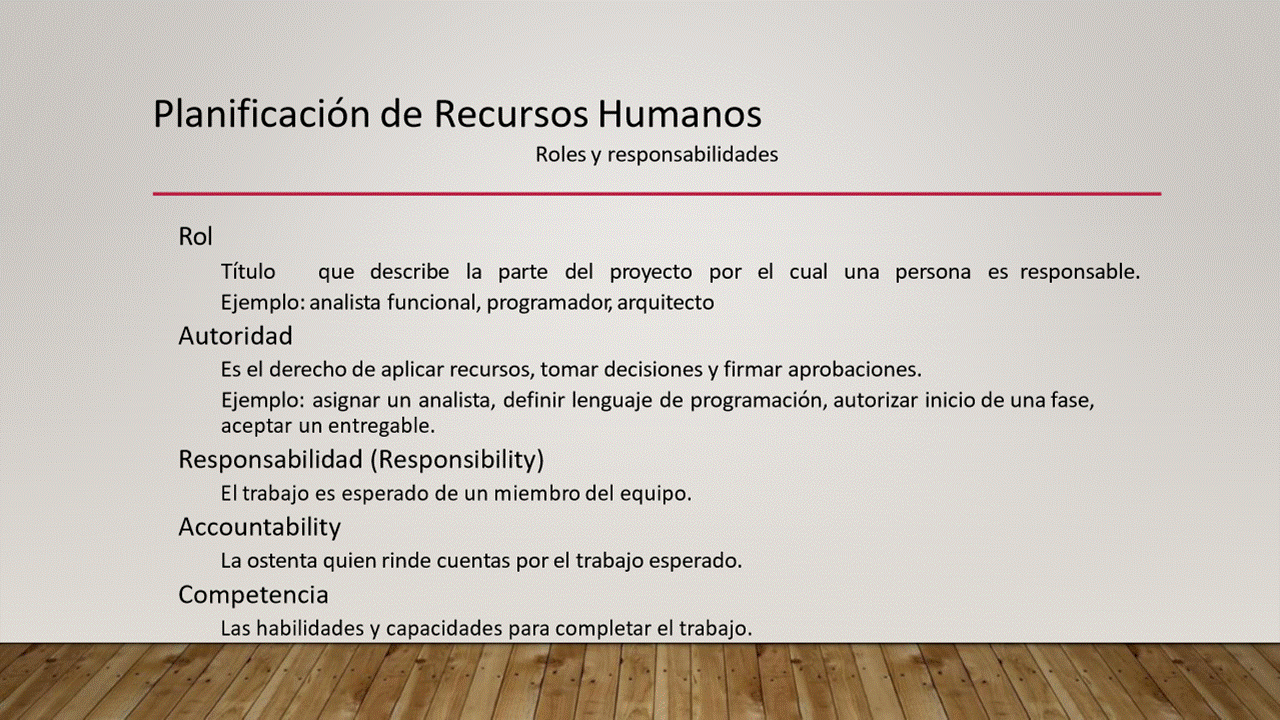 Planificación de Recursos Humanos
Roles y responsabilidades
Rol
Título que describe la parte del proyecto por el cual una persona es responsable.
Ejemplo: analista funcional, programador, arquitecto
Autoridad
Es el derecho de aplicar recursos, tomar decisiones y firmar aprobaciones.
Ejemplo: asignar un analista, definir lenguaje de programación, autorizar inicio de una fase,
aceptar un entregable.
Responsabilidad (Responsibility)
El trabajo es esperado de un miembro del equipo.
Accountability
La ostenta quien rinde cuentas por el trabajo esperado.
Competencia
Las habilidades y capacidades para completar el trabajo.